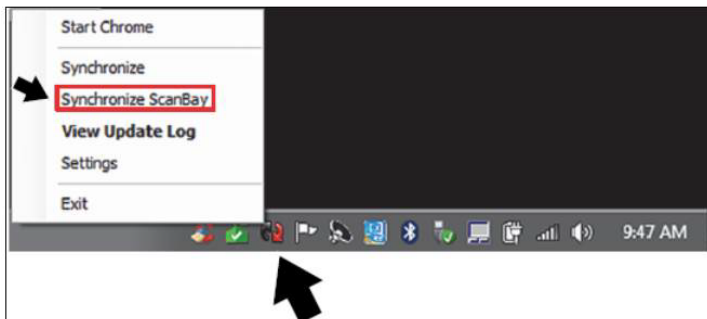 Start Chrome
Synchronize
Synchronize ScanBay
View Update Log
Settings
Exit
9:47 AM